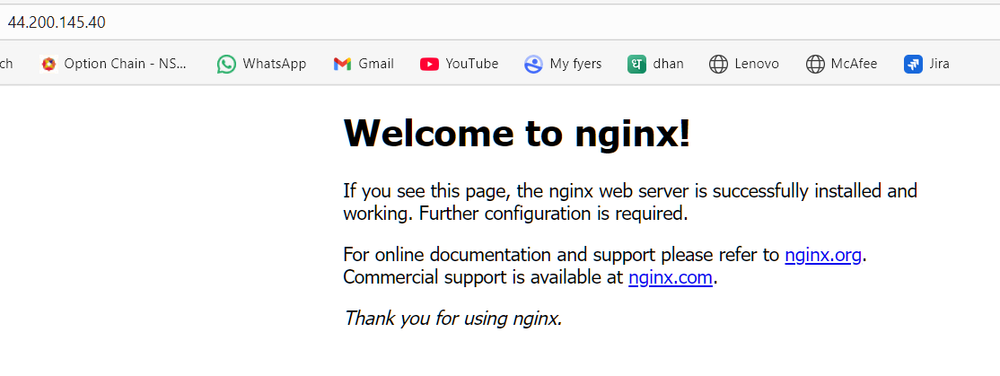 44.200.145.40
ch Option Chain - NS... WhatsApp Gmail YouTube My fyers ध dhan Lenovo McAfee Jira
Welcome to nginx!
If you see this page, the nginx web server is successfully installed and
working. Further configuration is required.
For online documentation and support please refer to nginx.org.
Commercial support is available at nginx.com.
Thank you for using nginx.